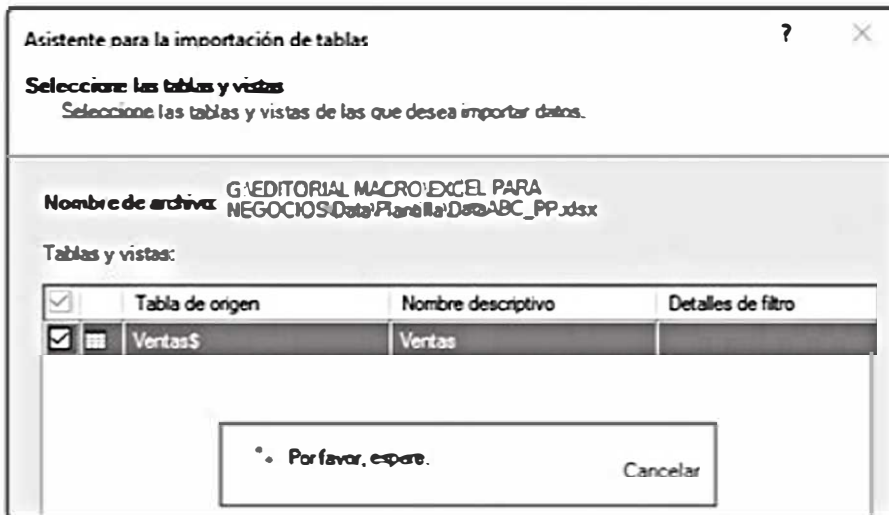 Asistente para la importación de tablas ?
Seleccione las tablas y vistas
Seleccione las tablas y vistas de las que desea importar datos.
Nombre de archivo: G:\EDITORIAL MACRO\EXCEL PARA
NEGOCIOS\Data\Plantilla\DataABC_PP.xlsx
Tablas y vistas:
Tabla de origen Nombre descriptivo Detalles de filtro
Ventas$ Ventas
Por favor, espere.
Cancelar